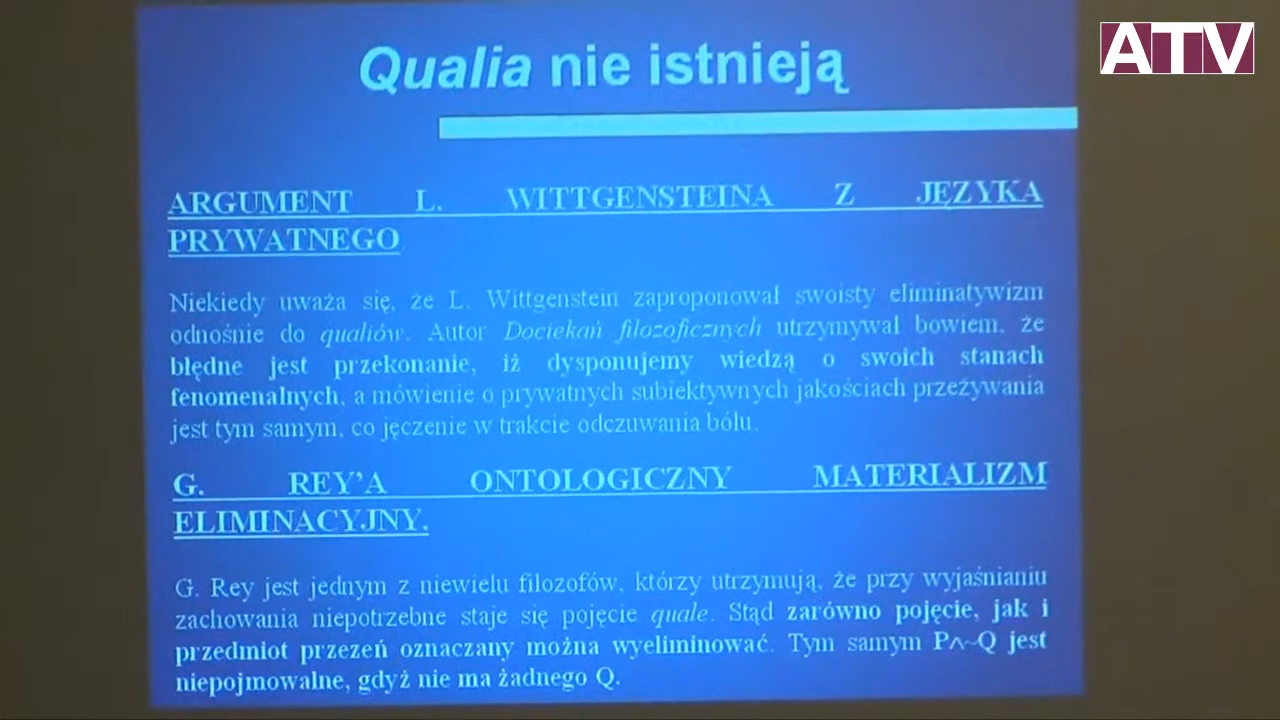 ATV
Qualia nie istnieją
ARGUMENT L. WITTGENSTEINA Z JĘZYKA
PRYWATNEGO
Niekiedy uważa się, że L. Wittgenstein zaproponował swoisty eliminatywizm
odnośnie do qualiów. Autor Dociekań filozoficznych utrzymywał bowiem, że
błędne jest przekonanie, iż dysponujemy wiedzą o swoich stanach
fenomenalnych, a mówienie o prywatnych subiektywnych jakościach przeżywania
jest tym samym, co jęczenie w trakcie odczuwania bólu.
G. REY'A ONTOLOGICZNY MATERIALIZM
ELIMINACYJNY.
G. Rey jest jednym z niewielu filozofów, którzy utrzymują, że przy wyjaśnianiu
zachowania niepotrzebne staje się pojęcie quale. Stąd zarówno pojęcie, jak i
przedmiot przezeń oznaczany można wyeliminować. Tym samym P∧~Q jest
niepojmowalne, gdyż nie ma żadnego Q.